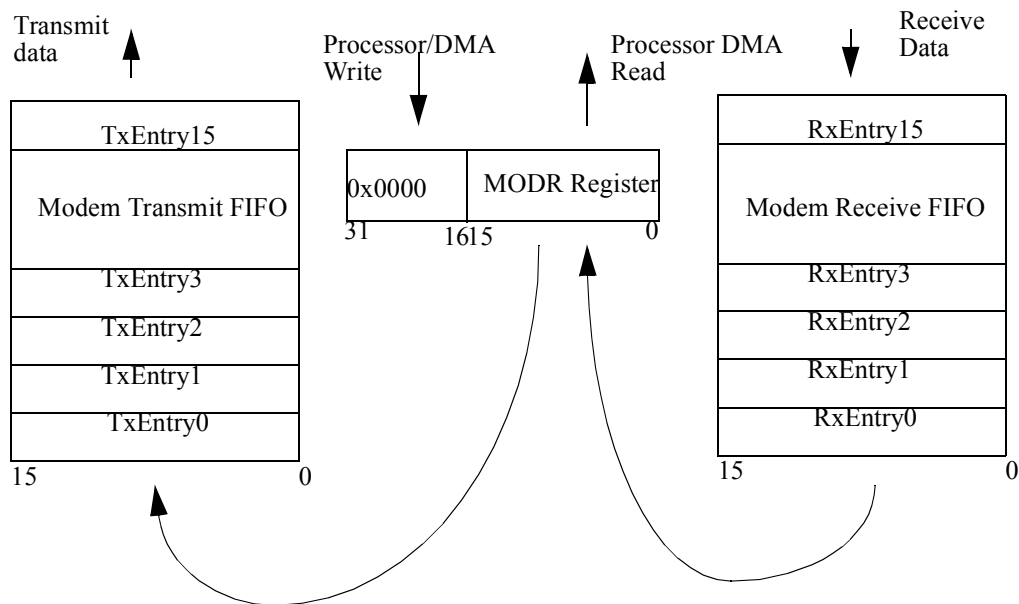 Transmit
data
Processor/DMA
Write
Processor DMA
Read
Receive
Data
TxEntry15
Modem Transmit FIFO
TxEntry3
TxEntry2
TxEntry1
TxEntry0
15
0
0x0000
MODR Register
31
16
15
0
RxEntry15
Modem Receive FIFO
RxEntry3
RxEntry2
RxEntry1
RxEntry0
15
0